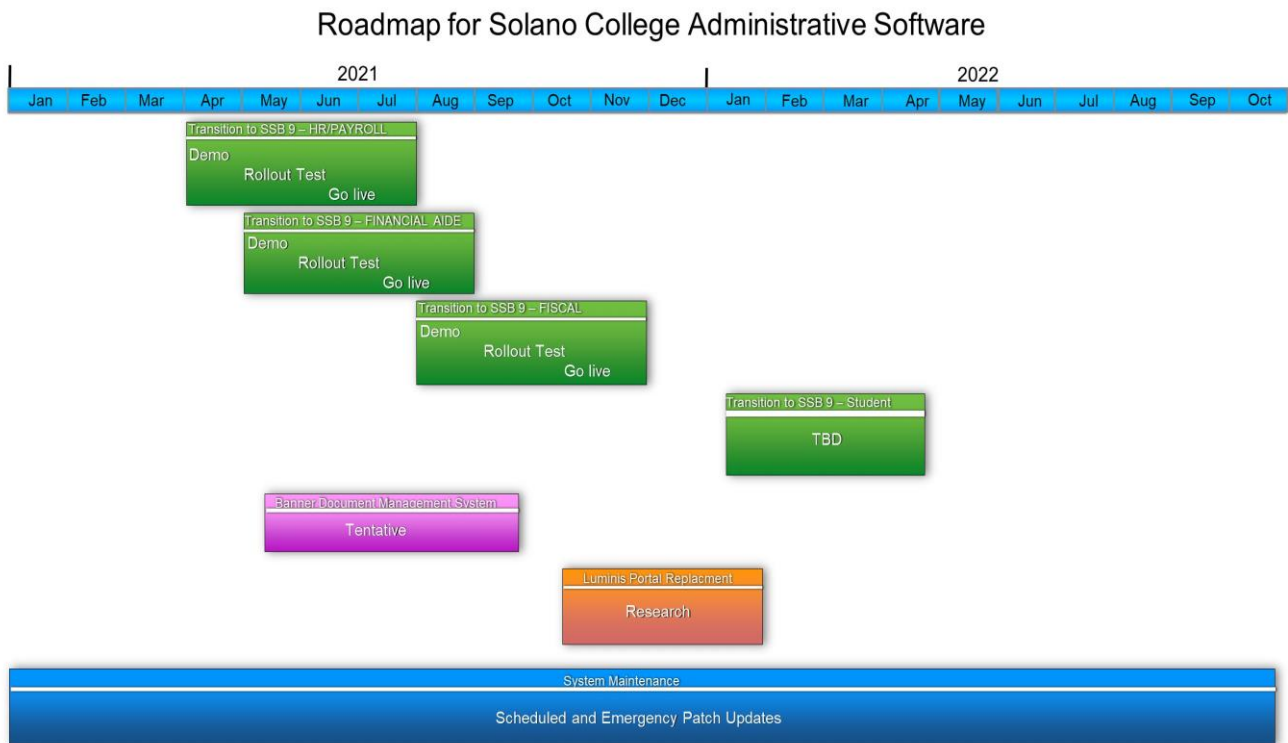 Roadmap for Solano College Administrative Software
2021 2022
Jan Feb Mar Apr May Jun Jul Aug Sep Oct Nov Dec Jan Feb Mar Apr May Jun Jul Aug Sep Oct
Transition to SSB 9 – HR/PAYROLL
Demo
Rollout Test
Go live
Transition to SSB 9 – FINANCIAL AIDE
Demo
Rollout Test
Go live
Transition to SSB 9 – FISCAL
Demo
Rollout Test
Go live
Transition to SSB 9 – Student
TBD
Banner Document Management System
Tentative
Luminis Portal Replacment
Research
System Maintenance
Scheduled and Emergency Patch Updates